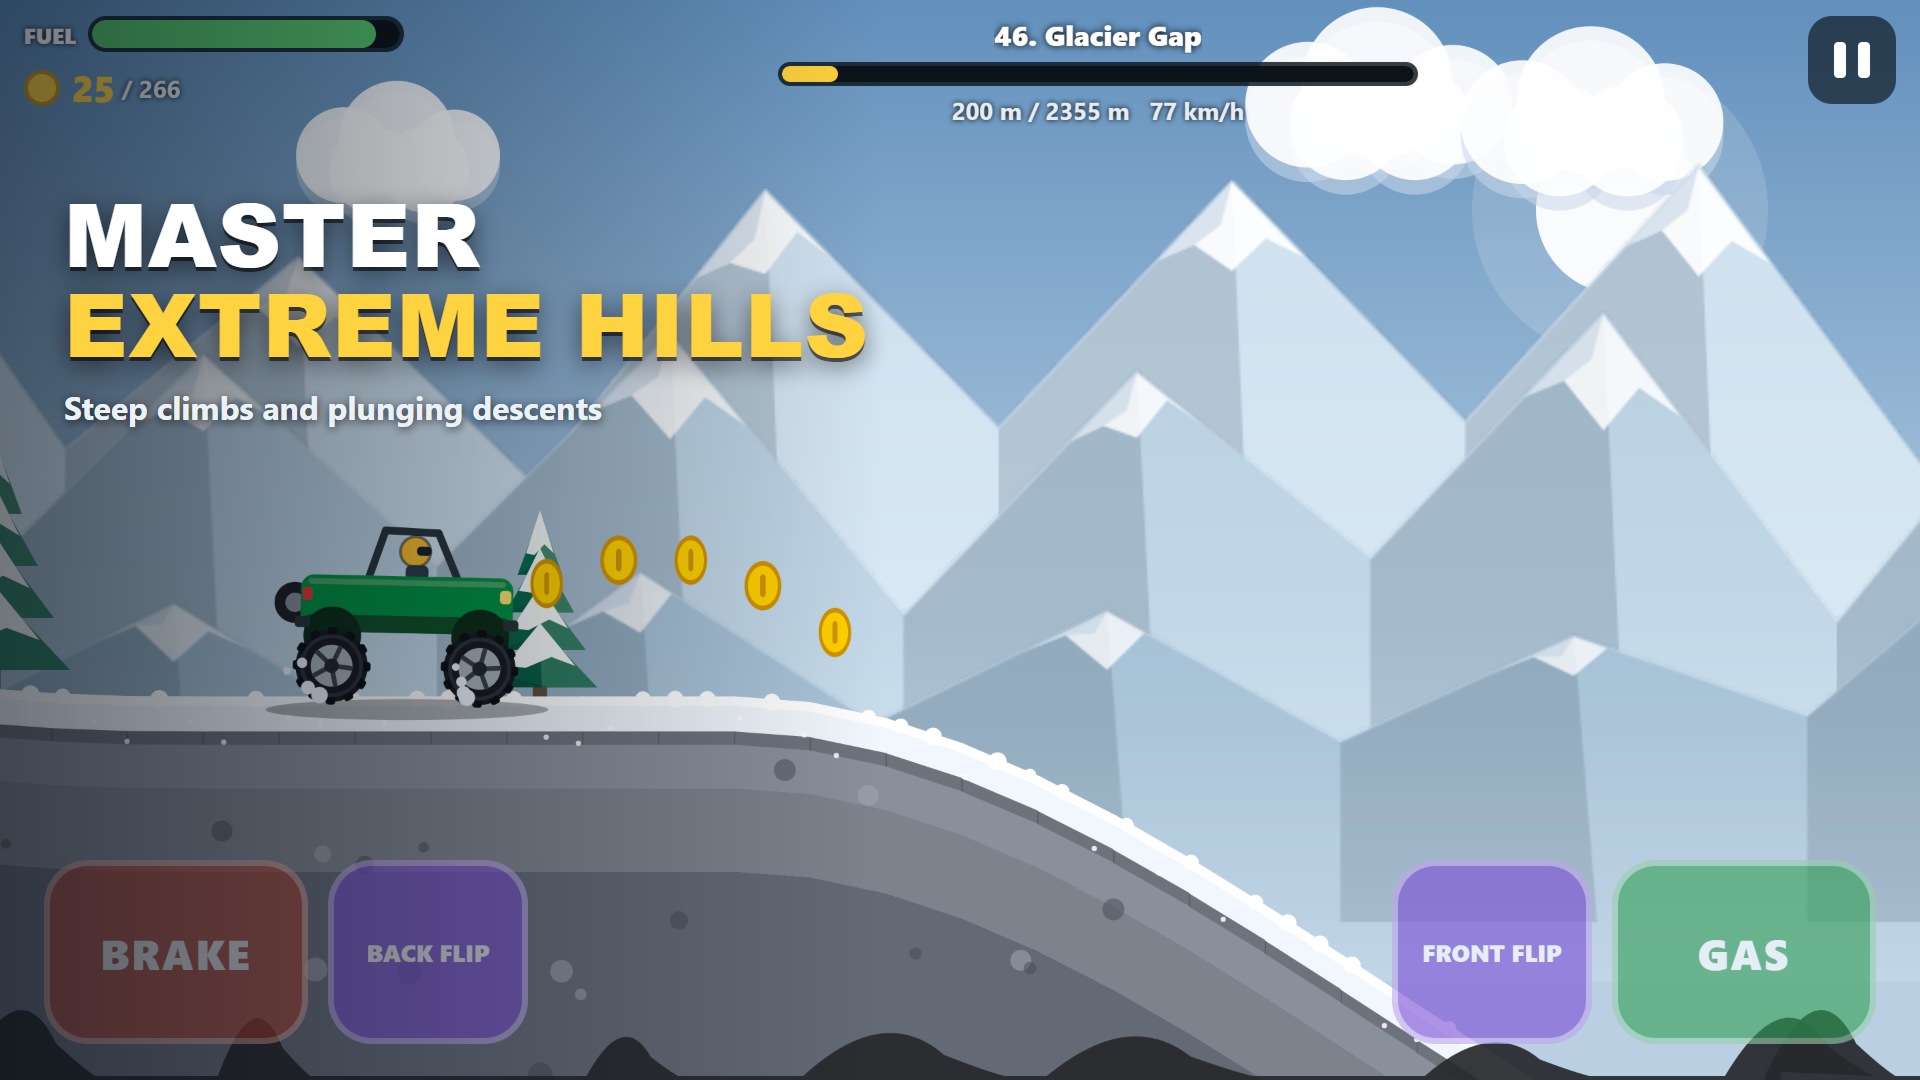 FUEL
25 / 266
46. Glacier Gap
200 m / 2355 m 77 km/h
MASTER
EXTREME HILLS
Steep climbs and plunging descents
BRAKE
BACK FLIP
FRONT FLIP
GAS